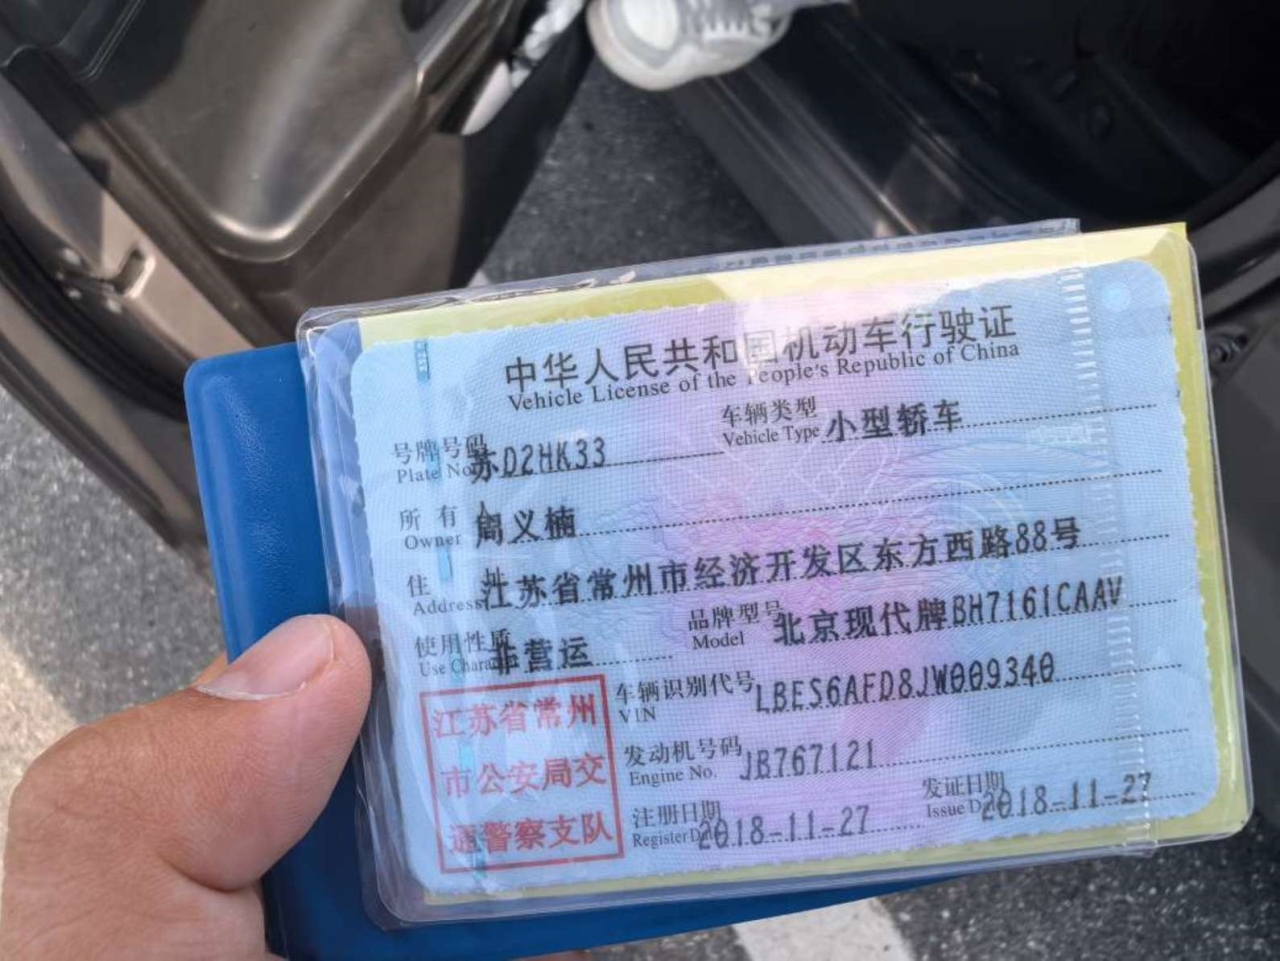 中华人民共和国机动车行驶证
Vehicle License of the People's Republic of China
号牌号码 苏D2HK33 车辆类型 小型轿车
Plate No. Vehicle Type
所有人 周义楠
Owner
住址 江苏省常州市经济开发区东方西路88号
Address
使用性质 非营运 品牌型号 北京现代牌BH7161CAAV
Use Chara Model
车辆识别代号 LBES6AFD8JW009340
VIN
发动机号码 JB767121
Engine No.
注册日期 2018-11-27 发证日期 2018-11-27
Register Da Issue Da
江苏省常州
市公安局交
通警察支队